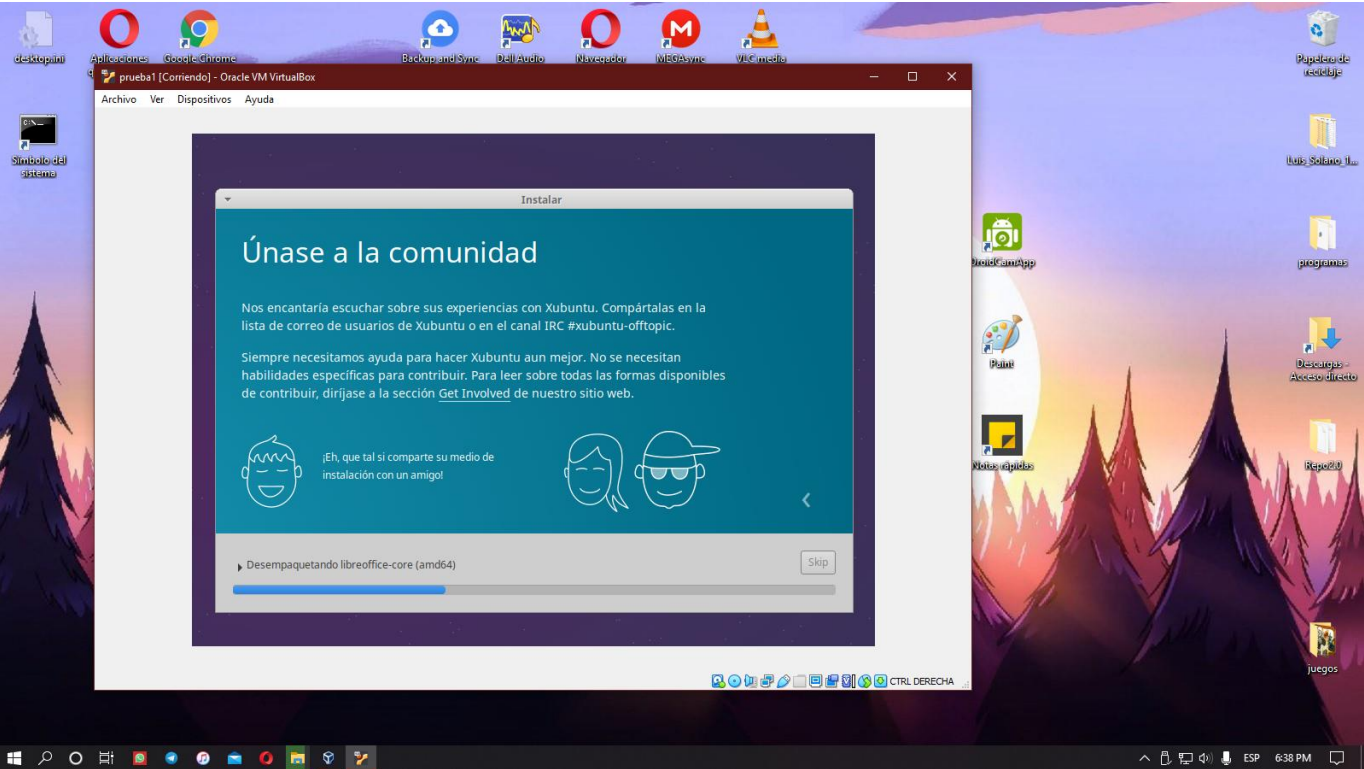 desktop.ini
Aplicaciones
Google Chrome
Backup and Sync
Dell Audio
Navegador
MEGAsync
VLC media
Papelera de
reciclaje
prueba1 [Corriendo] - Oracle VM VirtualBox
Archivo Ver Dispositivos Ayuda
Símbolo del
sistema
Luis_Solano_1...
Instalar
Únase a la comunidad
Nos encantaría escuchar sobre sus experiencias con Xubuntu. Compártalas en la
lista de correo de usuarios de Xubuntu o en el canal IRC #xubuntu-offtopic.
Siempre necesitamos ayuda para hacer Xubuntu aun mejor. No se necesitan
habilidades específicas para contribuir. Para leer sobre todas las formas disponibles
de contribuir, diríjase a la sección Get Involved de nuestro sitio web.
¡Eh, que tal si comparte su medio de
instalación con un amigo!
Desempaquetando libreoffice-core (amd64)
Skip
CTRL DERECHA
DroidCamApp
programas
Paint
Descargas -
Acceso directo
Notas rápidas
Repo2.0
juegos
ESP 6:38 PM